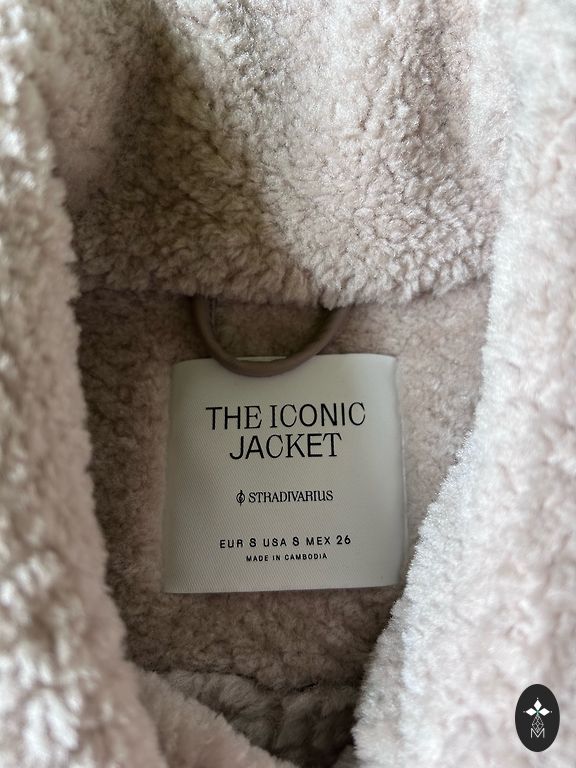 THE ICONIC
JACKET
STRADIVARIUS
EUR S USA S MEX 26
MADE IN CAMBODIA
M